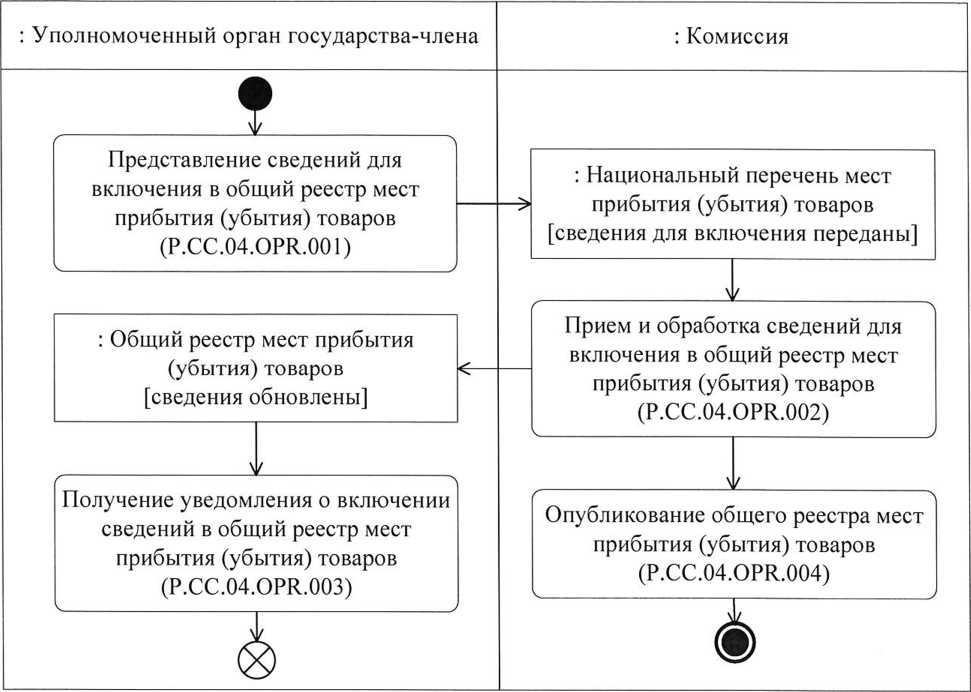 : Уполномоченный орган государства-члена
: Комиссия
Представление сведений для
включения в общий реестр мест
прибытия (убытия) товаров
(P.CC.04.OPR.001)
: Национальный перечень мест
прибытия (убытия) товаров
[сведения для включения переданы]
Прием и обработка сведений для
включения в общий реестр мест
прибытия (убытия) товаров
(P.CC.04.OPR.002)
: Общий реестр мест прибытия
(убытия) товаров
[сведения обновлены]
Получение уведомления о включении
сведений в общий реестр мест
прибытия (убытия) товаров
(P.CC.04.OPR.003)
Опубликование общего реестра мест
прибытия (убытия) товаров
(P.CC.04.OPR.004)